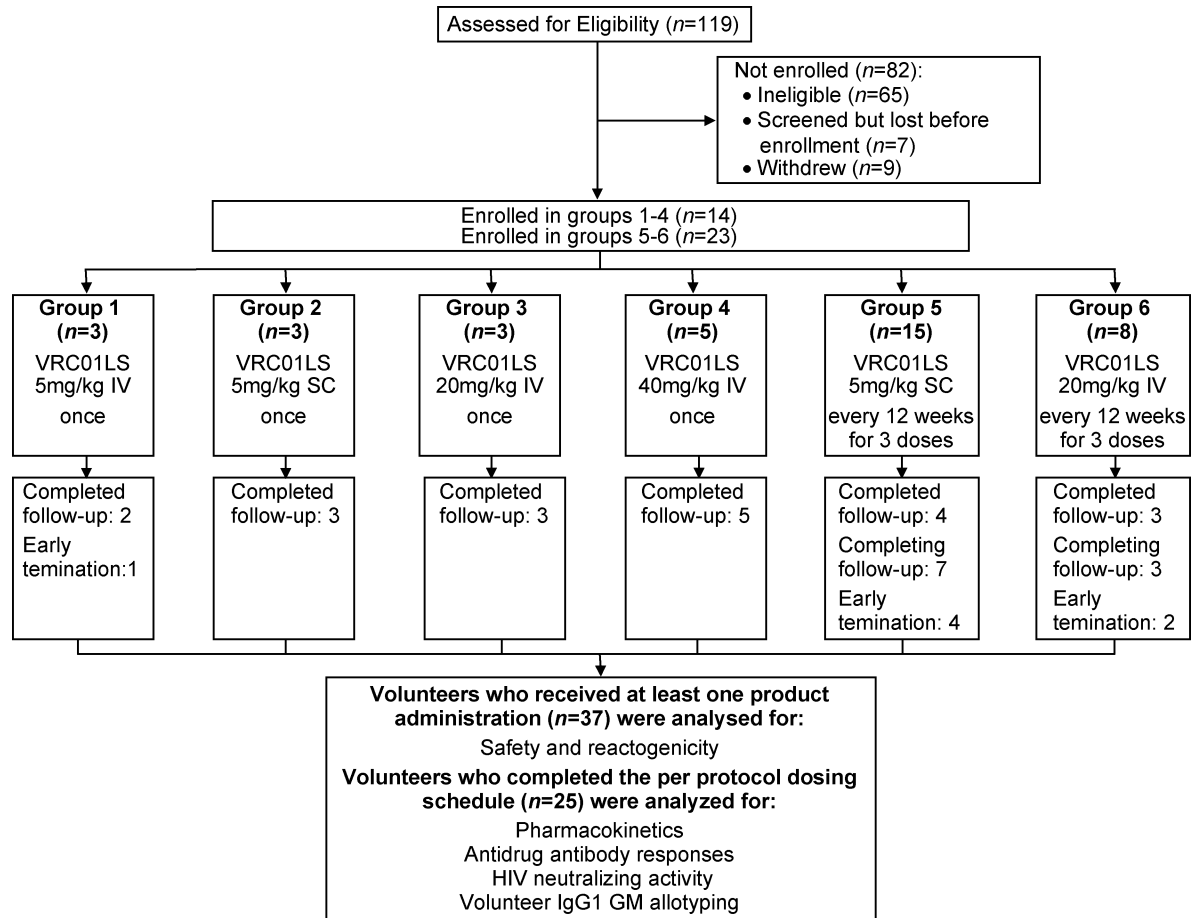 Assessed for Eligibility (n=119)
Not enrolled (n=82):
• Ineligible (n=65)
• Screened but lost before
enrollment (n=7)
• Withdrew (n=9)
Enrolled in groups 1-4 (n=14)
Enrolled in groups 5-6 (n=23)
Group 1
(n=3)
VRC01LS
5mg/kg IV
once
Group 2
(n=3)
VRC01LS
5mg/kg SC
once
Group 3
(n=3)
VRC01LS
20mg/kg IV
once
Group 4
(n=5)
VRC01LS
40mg/kg IV
once
Group 5
(n=15)
VRC01LS
5mg/kg SC
every 12 weeks
for 3 doses
Group 6
(n=8)
VRC01LS
20mg/kg IV
every 12 weeks
for 3 doses
Completed
follow-up: 2
Early
temination:1
Completed
follow-up: 3
Completed
follow-up: 3
Completed
follow-up: 5
Completed
follow-up: 4
Completing
follow-up: 7
Early
temination: 4
Completed
follow-up: 3
Completing
follow-up: 3
Early
temination: 2
Volunteers who received at least one product
administration (n=37) were analysed for:
Safety and reactogenicity
Volunteers who completed the per protocol dosing
schedule (n=25) were analyzed for:
Pharmacokinetics
Antidrug antibody responses
HIV neutralizing activity
Volunteer IgG1 GM allotyping